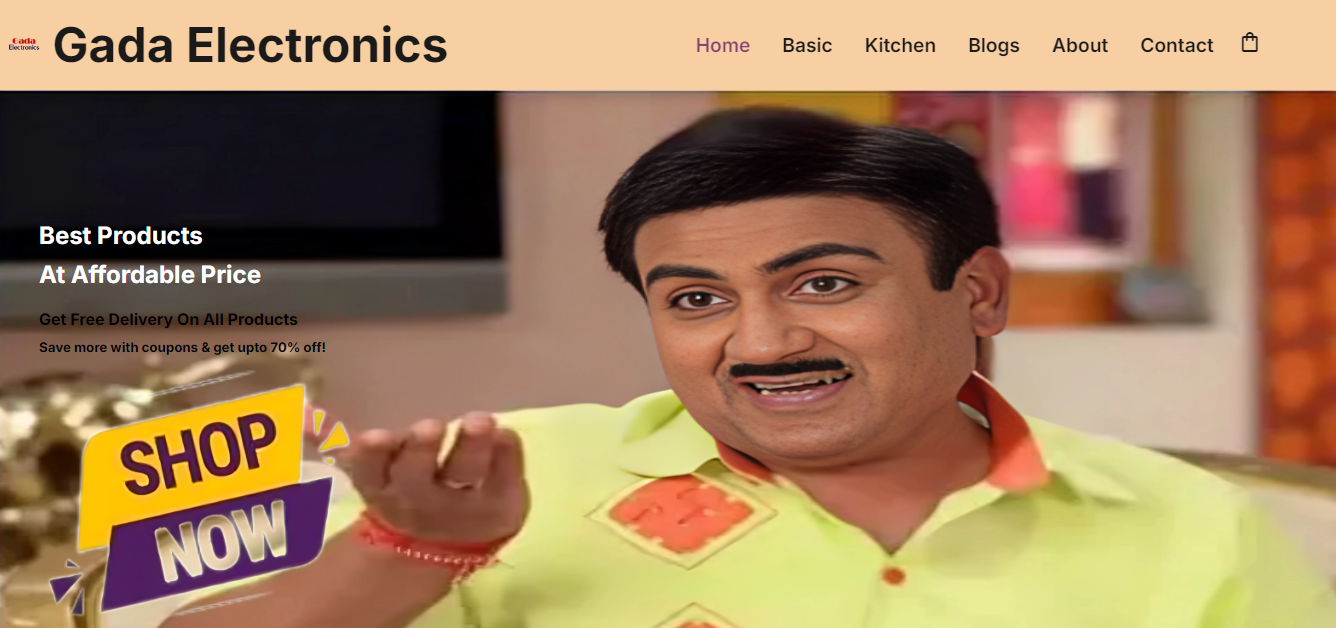 Gada
Electronics
Gada Electronics
Home Basic Kitchen Blogs About Contact
Best Products
At Affordable Price
Get Free Delivery On All Products
Save more with coupons & get upto 70% off!
SHOP
NOW